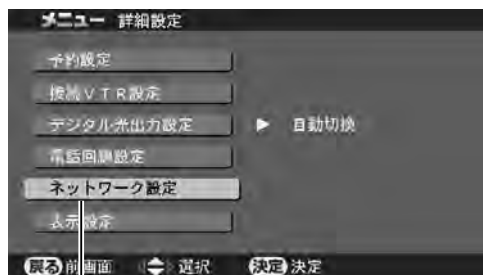 メニュー 詳細設定
予約設定
接続VTR設定
デジタル光出力設定 ▶ 自動切換
電話回線設定
ネットワーク設定
表示設定
戻る 前画面 選択 決定 決定